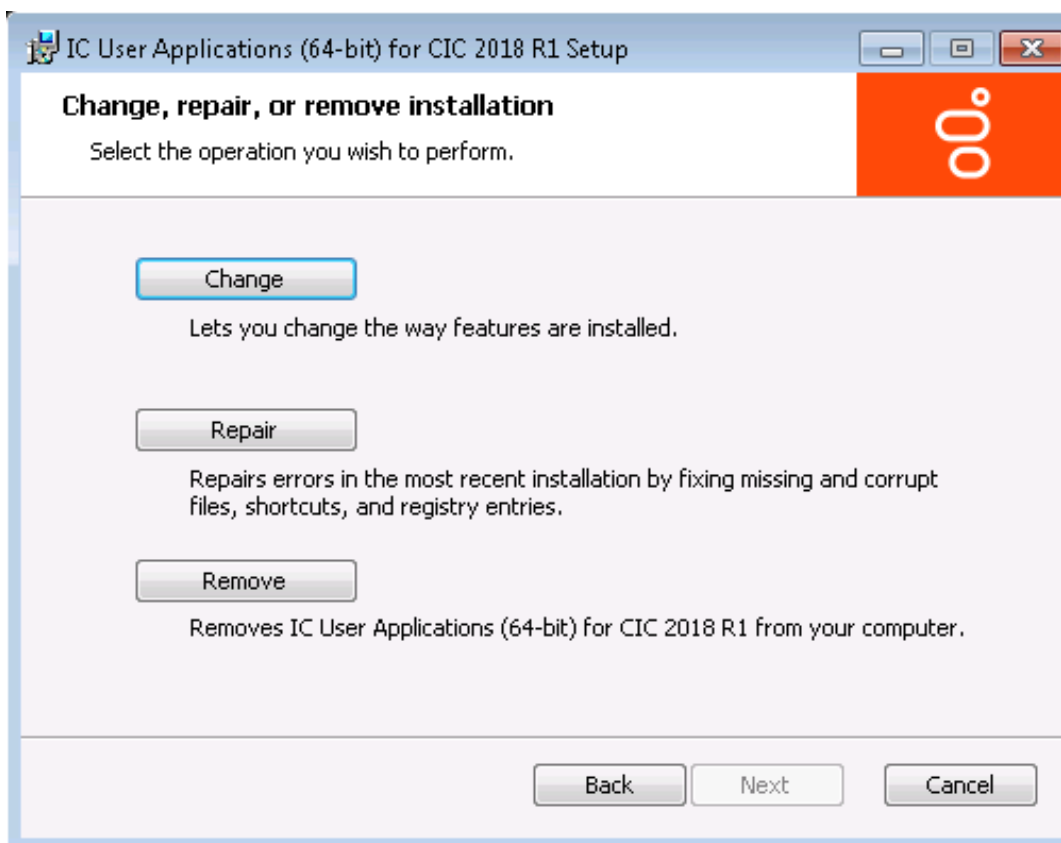 IC User Applications (64-bit) for CIC 2018 R1 Setup
Change, repair, or remove installation
Select the operation you wish to perform.
Change
Lets you change the way features are installed.
Repair
Repairs errors in the most recent installation by fixing missing and corrupt
files, shortcuts, and registry entries.
Remove
Removes IC User Applications (64-bit) for CIC 2018 R1 from your computer.
Back Next Cancel